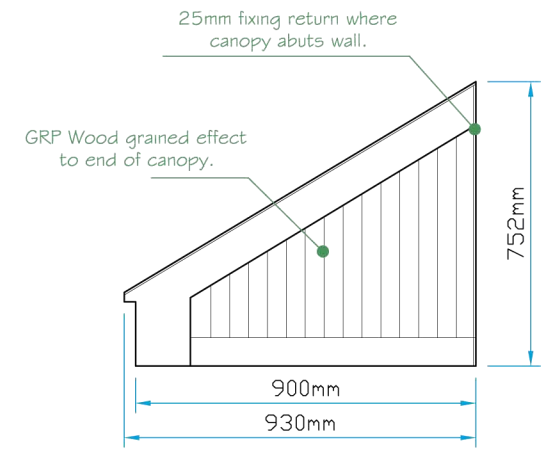 25mm fixing return where
canopy abuts wall.
GRP Wood grained effect
to end of canopy.
752mm
900mm
930mm